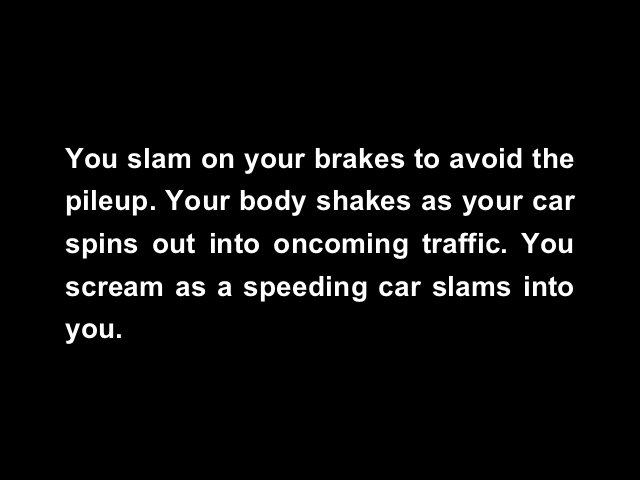 You slam on your brakes to avoid the
pileup. Your body shakes as your car
spins out into oncoming traffic. You
scream as a speeding car slams into
you.